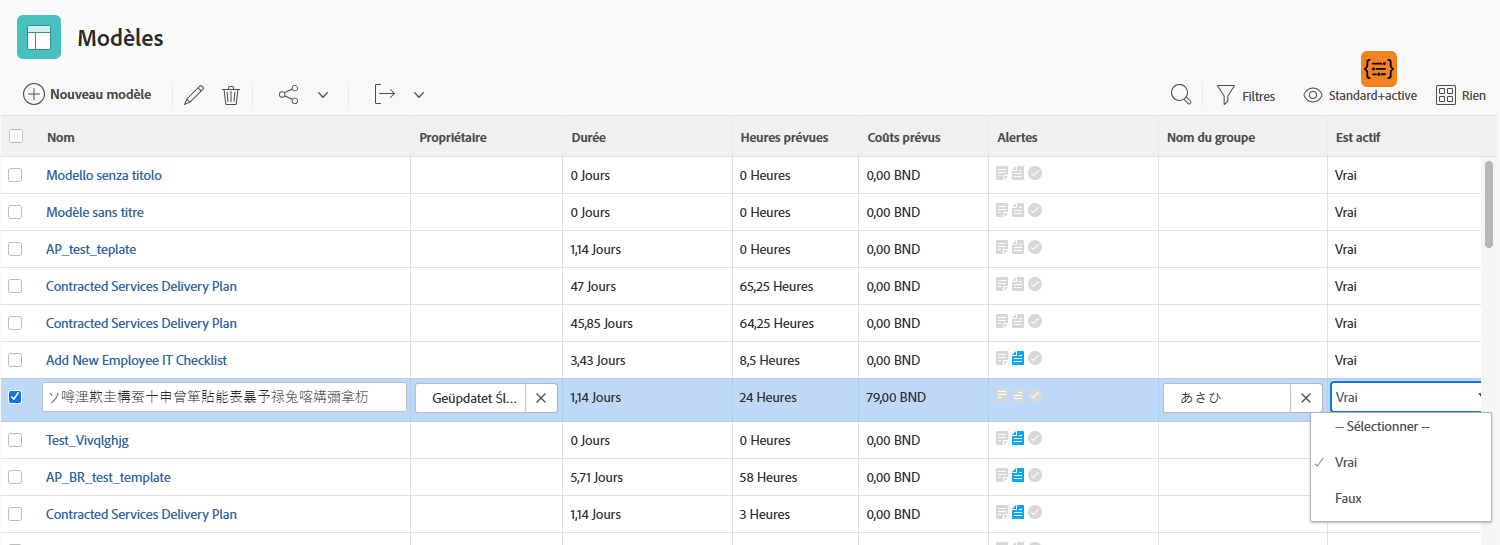 Modèles
Nouveau modèle Filtres Standard+active Rien
Nom Propriétaire Durée Heures prévues Coûts prévus Alertes Nom du groupe Est actif
Modello senza titolo 0 Jours 0 Heures 0,00 BND Vrai
Modèle sans titre 0 Jours 0 Heures 0,00 BND Vrai
AP_test_teplate 1,14 Jours 0 Heures 0,00 BND Vrai
Contracted Services Delivery Plan 47 Jours 65,25 Heures 0,00 BND Vrai
Contracted Services Delivery Plan 45,85 Jours 64,25 Heures 0,00 BND Vrai
Add New Employee IT Checklist 3,43 Jours 8,5 Heures 0,00 BND Vrai
ソ噂浬欺圭構蚕十申曾箪貼能表暴予禄免喀媾彌拿杤 Geüpdatet Śl... 1,14 Jours 24 Heures 79,00 BND あさひ Vrai
-- Sélectionner --
Test_Vivqlghjg 0 Jours 0 Heures 0,00 BND
Vrai
AP_BR_test_template 5,71 Jours 58 Heures 0,00 BND
Faux
Contracted Services Delivery Plan 1,14 Jours 3 Heures 0,00 BND